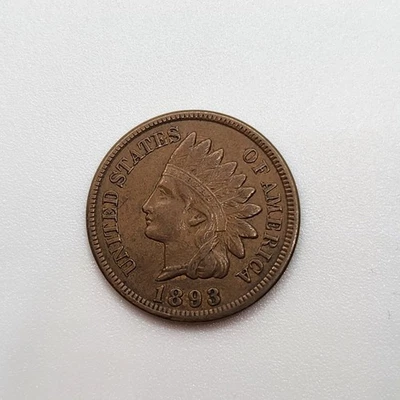 UNITED STATES OF AMERICA
1893